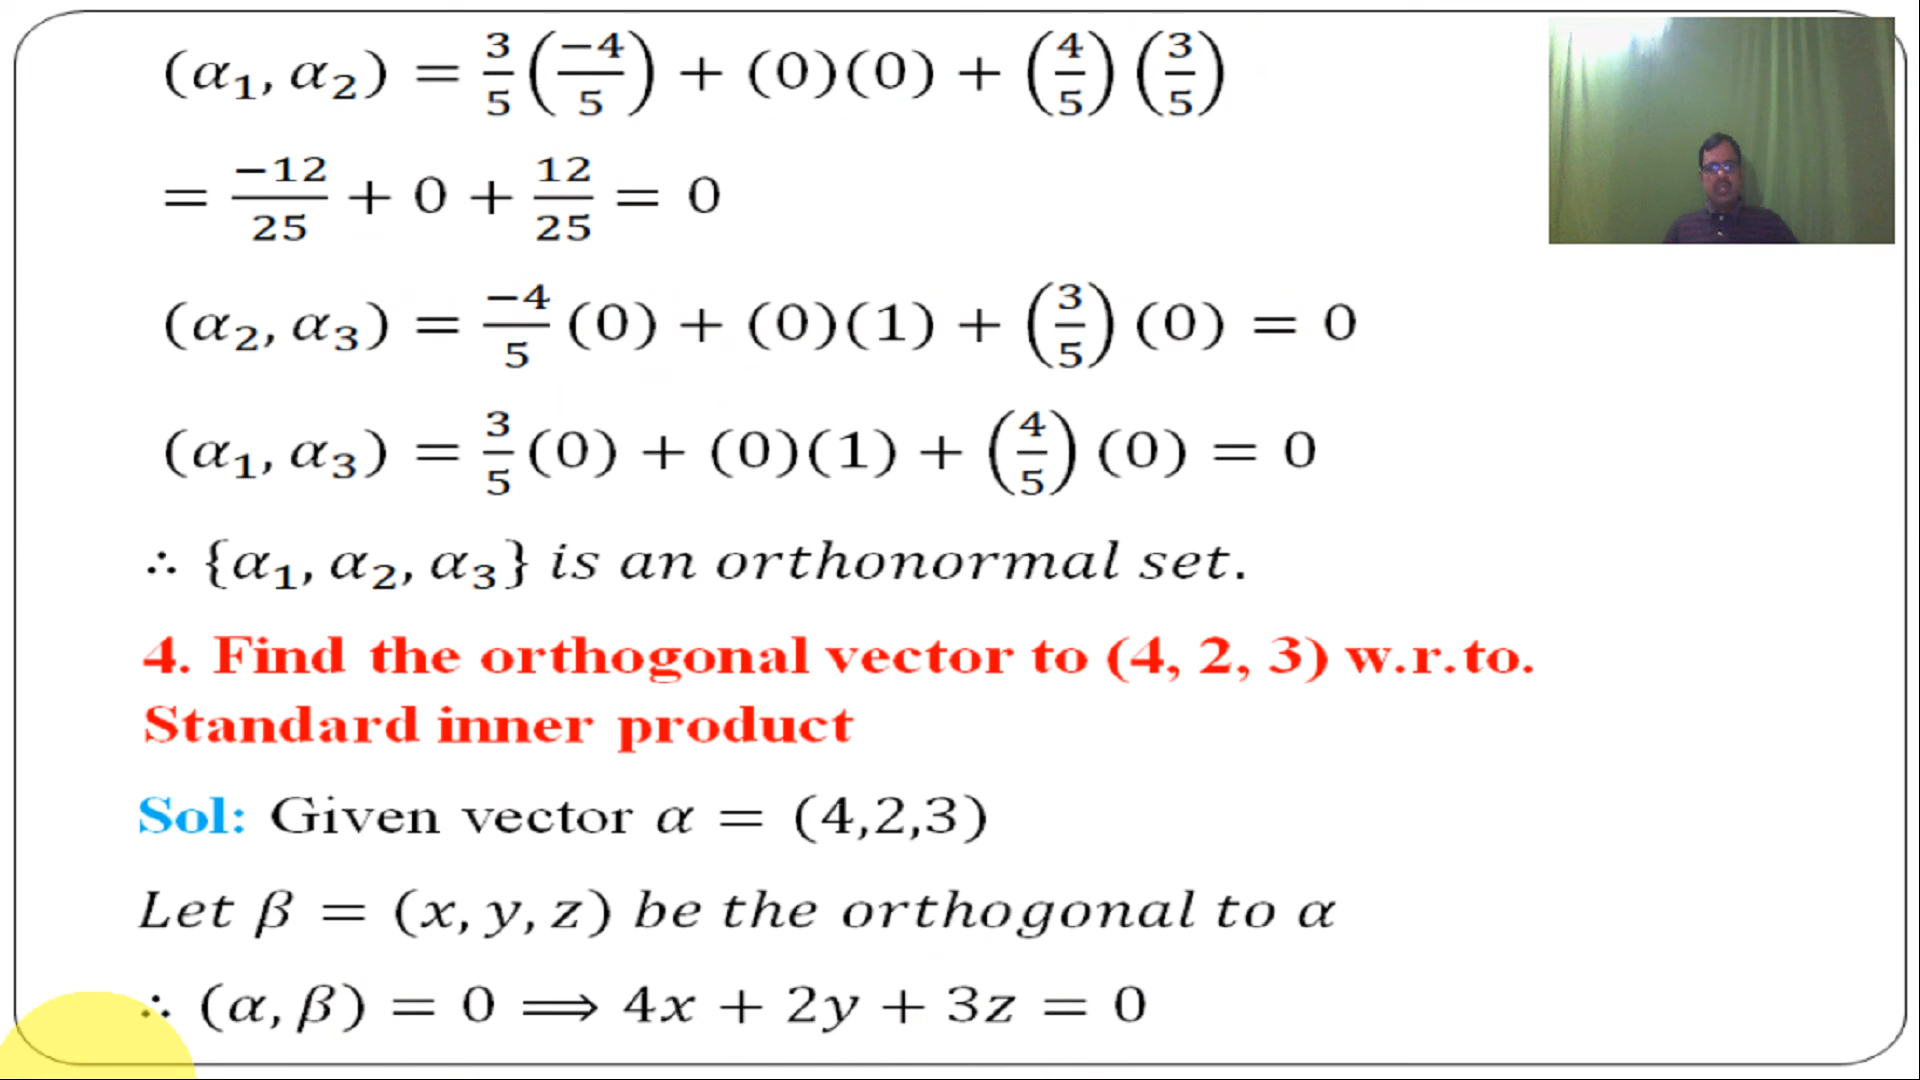 (α₁, α₂) = 3/5 (−4/5) + (0)(0) + (4/5) (3/5)
= −12/25 + 0 + 12/25 = 0
(α₂, α₃) = −4/5 (0) + (0)(1) + (3/5) (0) = 0
(α₁, α₃) = 3/5 (0) + (0)(1) + (4/5) (0) = 0
∴ {α₁, α₂, α₃} is an orthonormal set.
4. Find the orthogonal vector to (4, 2, 3) w.r.to.
Standard inner product
Sol: Given vector α = (4,2,3)
Let β = (x, y, z) be the orthogonal to α
∴ (α, β) = 0 ⟹ 4x + 2y + 3z = 0